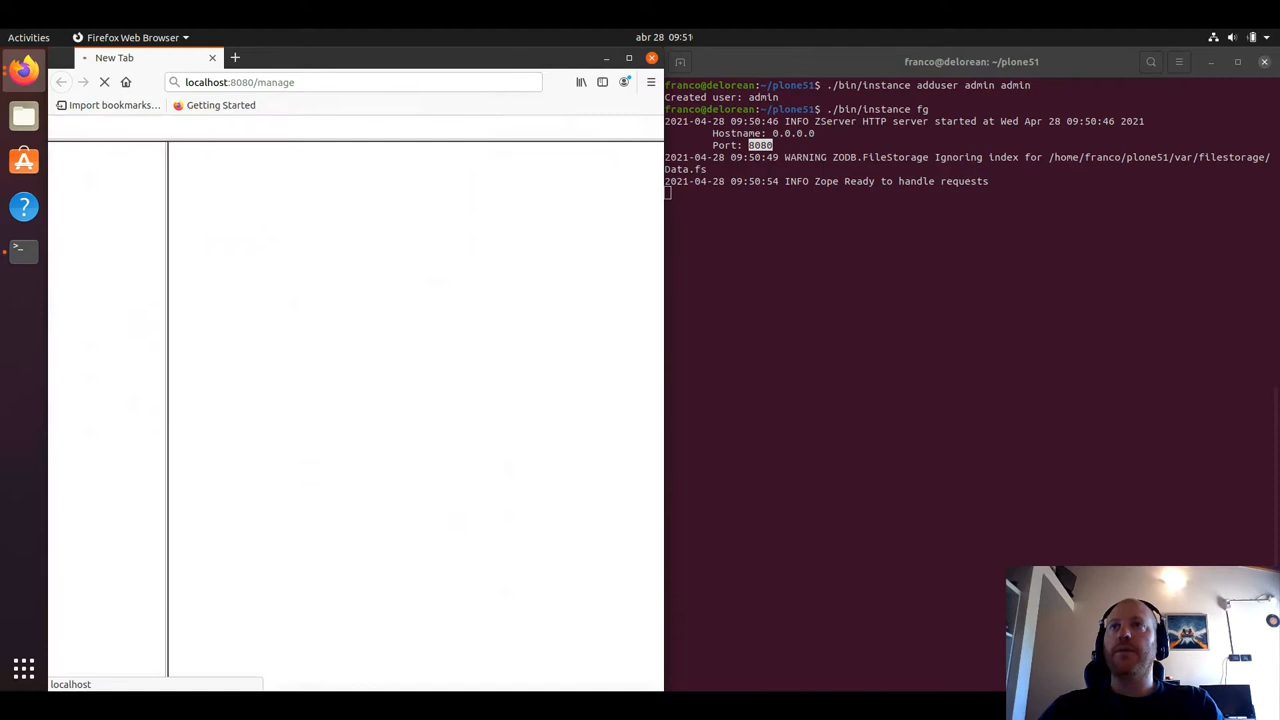 Activities
Firefox Web Browser
abr 28 09:51
New Tab
localhost:8080/manage
Import bookmarks...
Getting Started
localhost
franco@delorean: ~/plone51
franco@delorean:~/plone51$ ./bin/instance adduser admin admin
Created user: admin
franco@delorean:~/plone51$ ./bin/instance fg
2021-04-28 09:50:46 INFO ZServer HTTP server started at Wed Apr 28 09:50:46 2021
Hostname: 0.0.0.0
Port: 8080
2021-04-28 09:50:49 WARNING ZODB.FileStorage Ignoring index for /home/franco/plone51/var/filestorage/
Data.fs
2021-04-28 09:50:54 INFO Zope Ready to handle requests